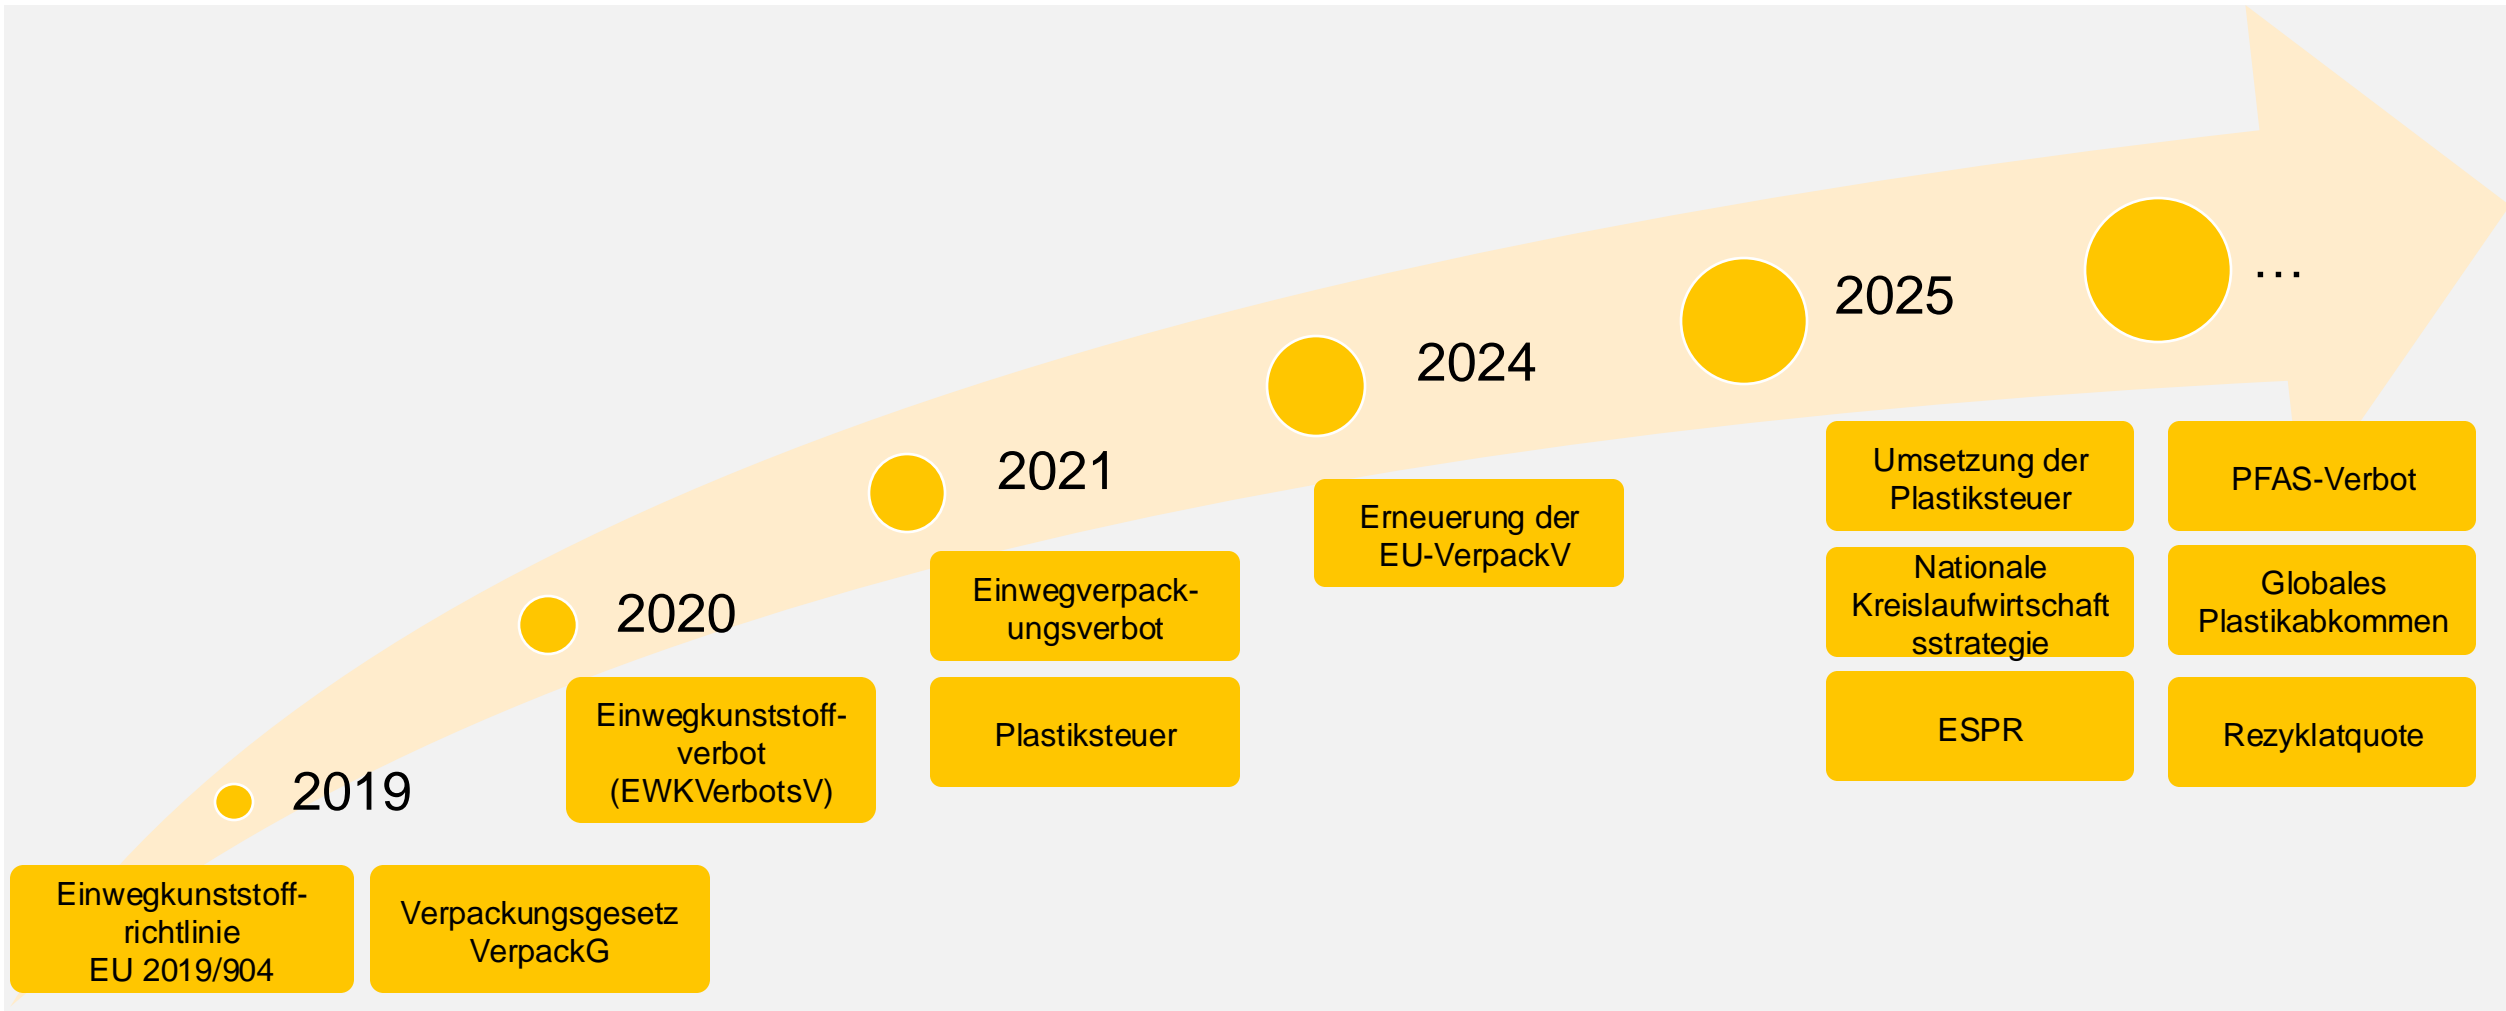 2019
Einwegkunststoff-
richtlinie
EU 2019/904
Verpackungsgesetz
VerpackG
2020
Einwegkunststoff-
verbot
(EWKVerbotsV)
2021
Einwegverpack-
ungsverbot
Plastiksteuer
2024
Erneuerung der
EU-VerpackV
2025
Umsetzung der
Plastiksteuer
Nationale
Kreislaufwirtschaft
sstrategie
ESPR
…
PFAS-Verbot
Globales
Plastikabkommen
Rezyklatquote